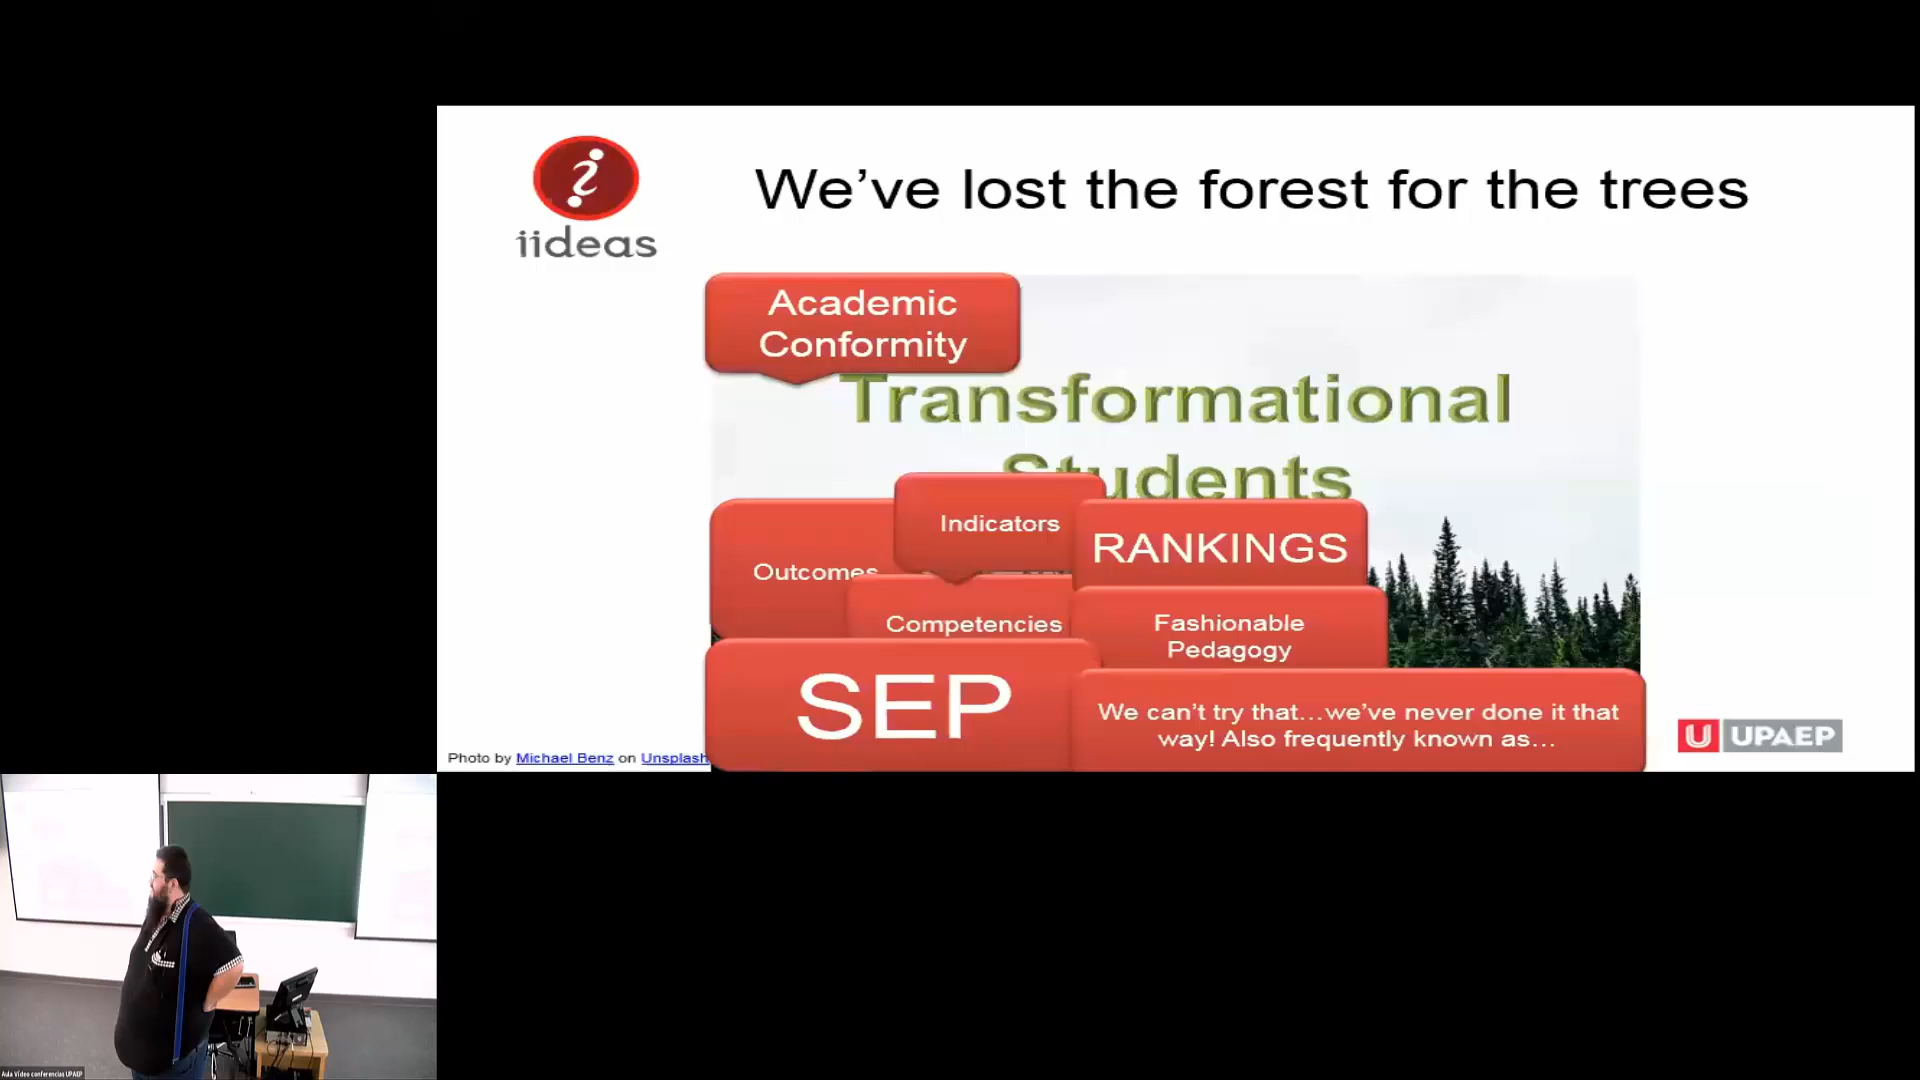 We've lost the forest for the trees
iideas
Academic
Conformity
Transformational
Students
Indicators
RANKINGS
Outcomes
Competencies
Fashionable
Pedagogy
SEP
We can't try that...we've never done it that
way! Also frequently known as...
U UPAEP
Photo by Michael Benz on Unsplash
Aula Video conferencias UPAEP